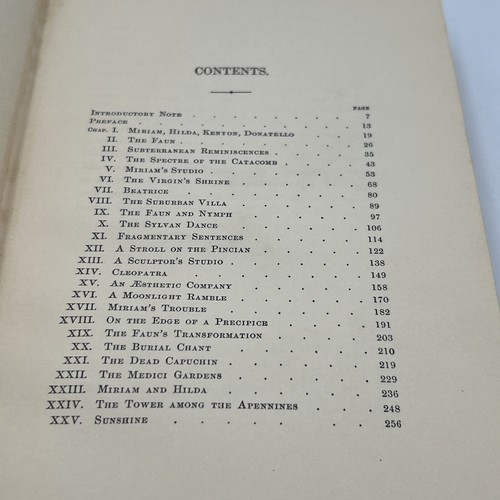 CONTENTS.
PAGE
INTRODUCTORY NOTE . . . . . . . 7
PREFACE . . . . . . . . . 13
CHAP. I. MIRIAM, HILDA, KENYON, DONATELLO . . . 19
II. THE FAUN . . . . . . . 26
III. SUBTERRANEAN REMINISCENCES . . . . 35
IV. THE SPECTRE OF THE CATACOMB . . . . 43
V. MIRIAM'S STUDIO . . . . . . 53
VI. THE VIRGIN'S SHRINE . . . . . 68
VII. BEATRICE . . . . . . . 80
VIII. THE SUBURBAN VILLA . . . . . 89
IX. THE FAUN AND NYMPH . . . . . 97
X. THE SYLVAN DANCE . . . . . 106
XI. FRAGMENTARY SENTENCES . . . . . 114
XII. A STROLL ON THE PINCIAN . . . . 122
XIII. A SCULPTOR'S STUDIO . . . . . 138
XIV. CLEOPATRA . . . . . . . 149
XV. AN ÆSTHETIC COMPANY . . . . . 158
XVI. A MOONLIGHT RAMBLE . . . . . 170
XVII. MIRIAM'S TROUBLE . . . . . 182
XVIII. ON THE EDGE OF A PRECIPICE . . . . 191
XIX. THE FAUN'S TRANSFORMATION . . . . 203
XX. THE BURIAL CHANT . . . . . 210
XXI. THE DEAD CAPUCHIN . . . . . 219
XXII. THE MEDICI GARDENS . . . . . 229
XXIII. MIRIAM AND HILDA . . . . . 236
XXIV. THE TOWER AMONG THE APENNINES . . . 248
XXV. SUNSHINE . . . . . . . 256